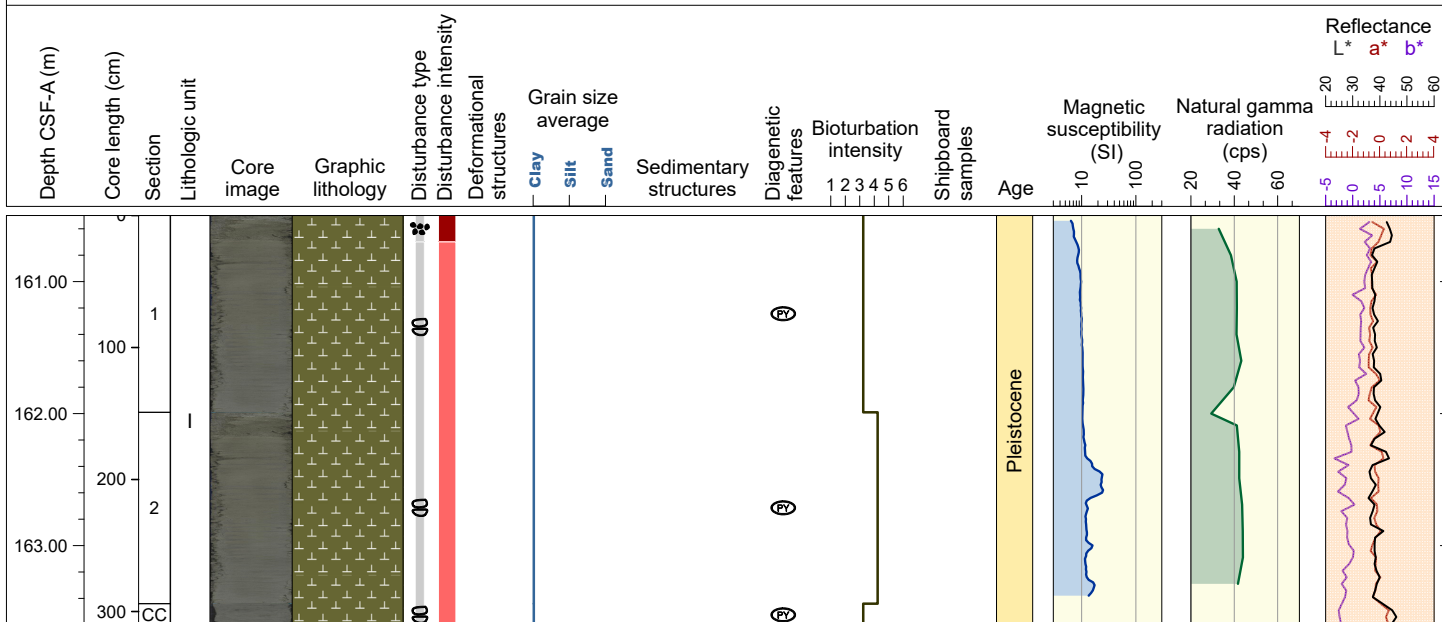 Depth CSF-A (m)
Core length (cm)
Section
Lithologic unit
Core
image
Graphic
lithology
Disturbance type
Disturbance intensity
Deformational
structures
Grain size
average
Clay
Silt
Sand
Sedimentary
structures
Diagenetic
features
Bioturbation
intensity
1 2 3 4 5 6
Shipboard
samples
Age
Magnetic
susceptibility
(SI)
10 100
Natural gamma
radiation
(cps)
20 40 60
Reflectance
L* a* b*
20 30 40 50 60
-4 -2 0 2 4
-5 0 5 10 15
0
161.00
100
162.00
200
163.00
300
1
2
CC
I
PY
PY
PY
Pleistocene